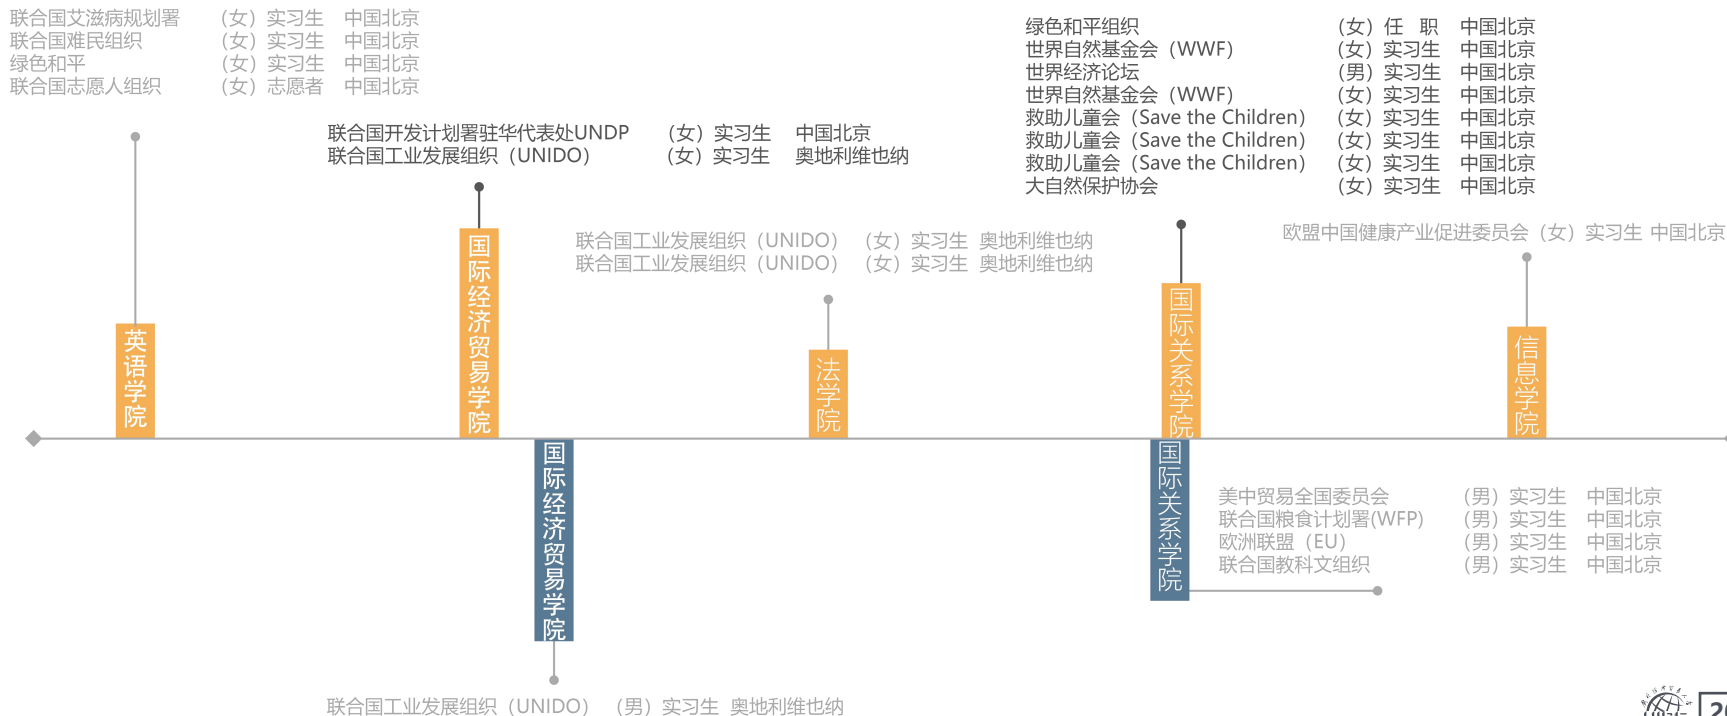 联合国艾滋病规划署 （女）实习生 中国北京
联合国难民组织 （女）实习生 中国北京
绿色和平 （女）实习生 中国北京
联合国志愿人组织 （女）志愿者 中国北京
联合国开发计划署驻华代表处UNDP （女）实习生 中国北京
联合国工业发展组织（UNIDO） （女）实习生 奥地利维也纳
联合国工业发展组织（UNIDO） （女）实习生 奥地利维也纳
联合国工业发展组织（UNIDO） （女）实习生 奥地利维也纳
绿色和平组织 （女）任 职 中国北京
世界自然基金会（WWF） （女）实习生 中国北京
世界经济论坛 （男）实习生 中国北京
世界自然基金会（WWF） （女）实习生 中国北京
救助儿童会（Save the Children） （女）实习生 中国北京
救助儿童会（Save the Children） （女）实习生 中国北京
救助儿童会（Save the Children） （女）实习生 中国北京
大自然保护协会 （女）实习生 中国北京
欧盟中国健康产业促进委员会（女）实习生 中国北京
英语学院
国际经济贸易学院
法学院
国际关系学院
信息学院
国际经济贸易学院
国际关系学院
美中贸易全国委员会 （男）实习生 中国北京
联合国粮食计划署(WFP) （男）实习生 中国北京
欧洲联盟（EU） （男）实习生 中国北京
联合国教科文组织 （男）实习生 中国北京
联合国工业发展组织（UNIDO） （男）实习生 奥地利维也纳